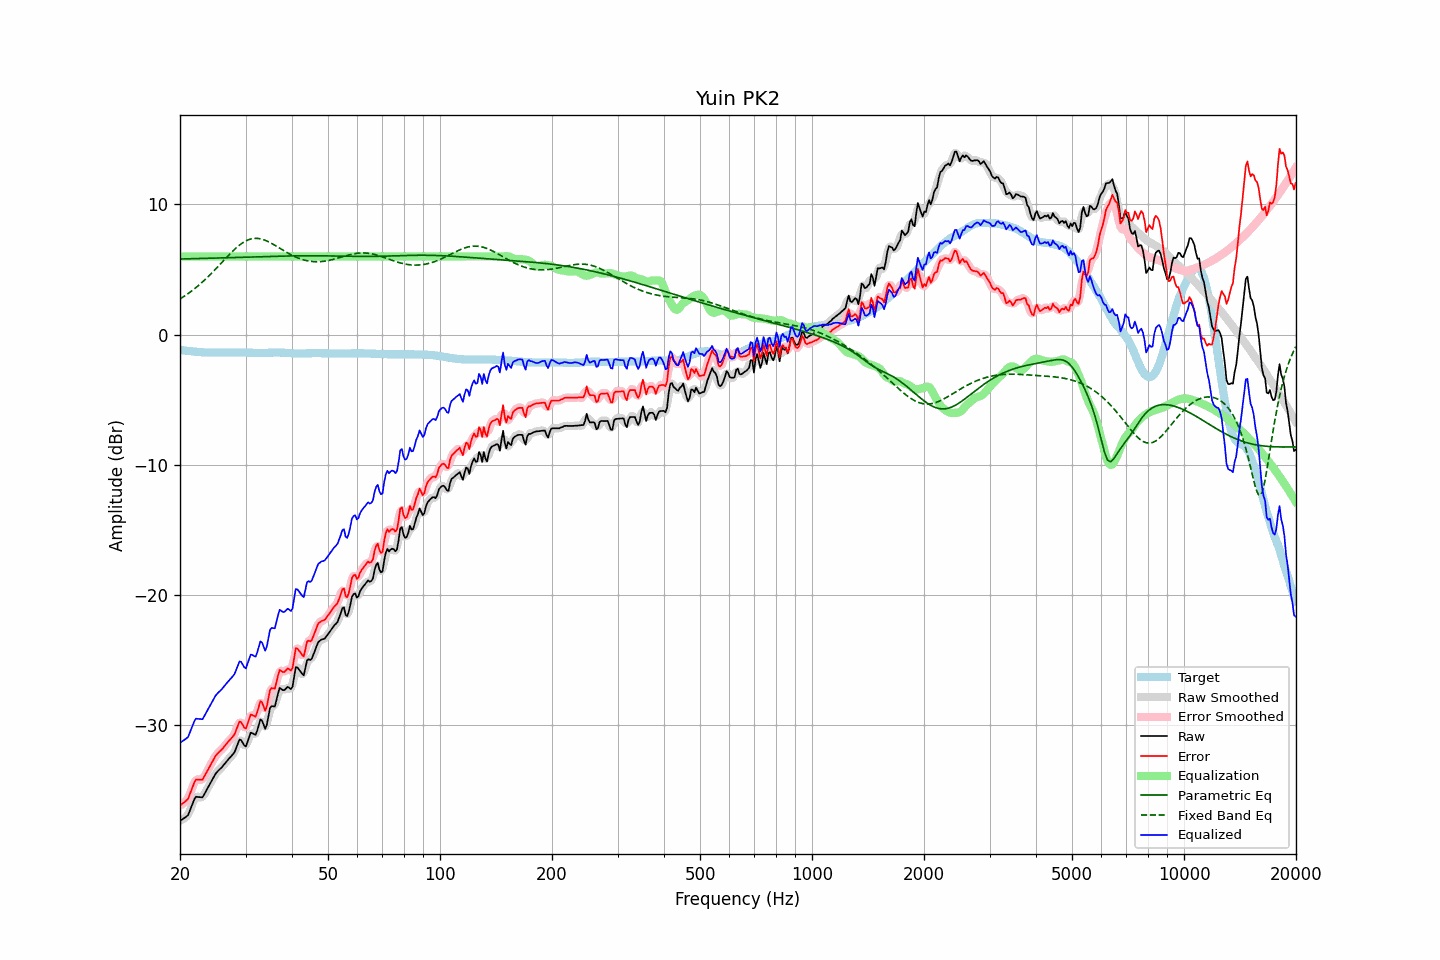 Yuin PK2
Amplitude (dBr)
10
0
−10
−20
−30
20
50
100
200
500
1000
2000
5000
10000
20000
Frequency (Hz)
Target
Raw Smoothed
Error Smoothed
Raw
Error
Equalization
Parametric Eq
Fixed Band Eq
Equalized